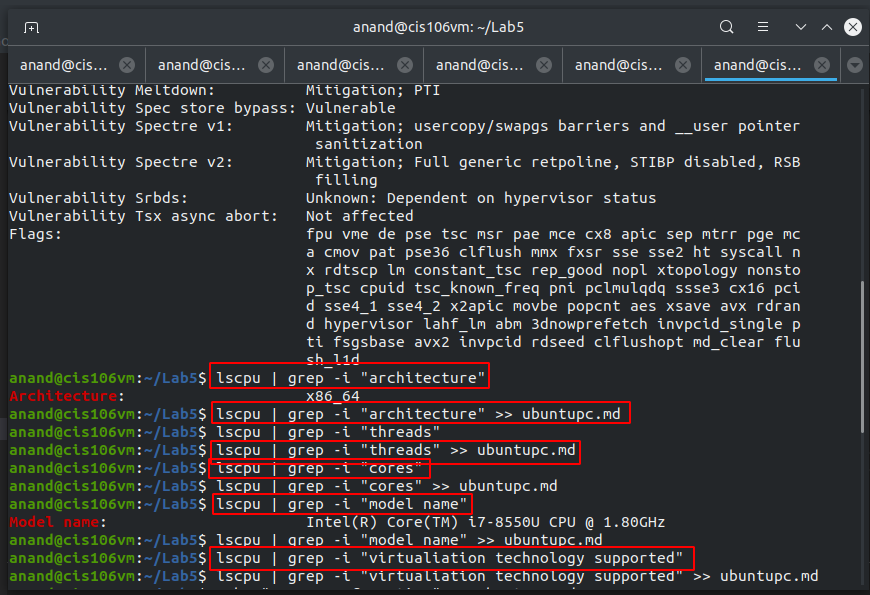 anand@cis106vm: ~/Lab5
anand@cis... anand@cis... anand@cis... anand@cis... anand@cis... anand@cis...
Vulnerability Meltdown: Mitigation; PTI
Vulnerability Spec store bypass: Vulnerable
Vulnerability Spectre v1: Mitigation; usercopy/swapgs barriers and __user pointer
sanitization
Vulnerability Spectre v2: Mitigation; Full generic retpoline, STIBP disabled, RSB
filling
Vulnerability Srbds: Unknown: Dependent on hypervisor status
Vulnerability Tsx async abort: Not affected
Flags: fpu vme de pse tsc msr pae mce cx8 apic sep mtrr pge mc
a cmov pat pse36 clflush mmx fxsr sse sse2 ht syscall n
x rdtscp lm constant_tsc rep_good nopl xtopology nonsto
p_tsc cpuid tsc_known_freq pni pclmulqdq ssse3 cx16 pci
d sse4_1 sse4_2 x2apic movbe popcnt aes xsave avx rdran
d hypervisor lahf_lm abm 3dnowprefetch invpcid_single p
ti fsgsbase avx2 invpcid rdseed clflushopt md_clear flu
sh_l1d
anand@cis106vm:~/Lab5$ lscpu | grep -i "architecture"
Architecture: x86_64
anand@cis106vm:~/Lab5$ lscpu | grep -i "architecture" >> ubuntupc.md
anand@cis106vm:~/Lab5$ lscpu | grep -i "threads"
anand@cis106vm:~/Lab5$ lscpu | grep -i "threads" >> ubuntupc.md
anand@cis106vm:~/Lab5$ lscpu | grep -i "cores"
anand@cis106vm:~/Lab5$ lscpu | grep -i "cores" >> ubuntupc.md
anand@cis106vm:~/Lab5$ lscpu | grep -i "model name"
Model name: Intel(R) Core(TM) i7-8550U CPU @ 1.80GHz
anand@cis106vm:~/Lab5$ lscpu | grep -i "model name" >> ubuntupc.md
anand@cis106vm:~/Lab5$ lscpu | grep -i "virtualiation technology supported"
anand@cis106vm:~/Lab5$ lscpu | grep -i "virtualiation technology supported" >> ubuntupc.md